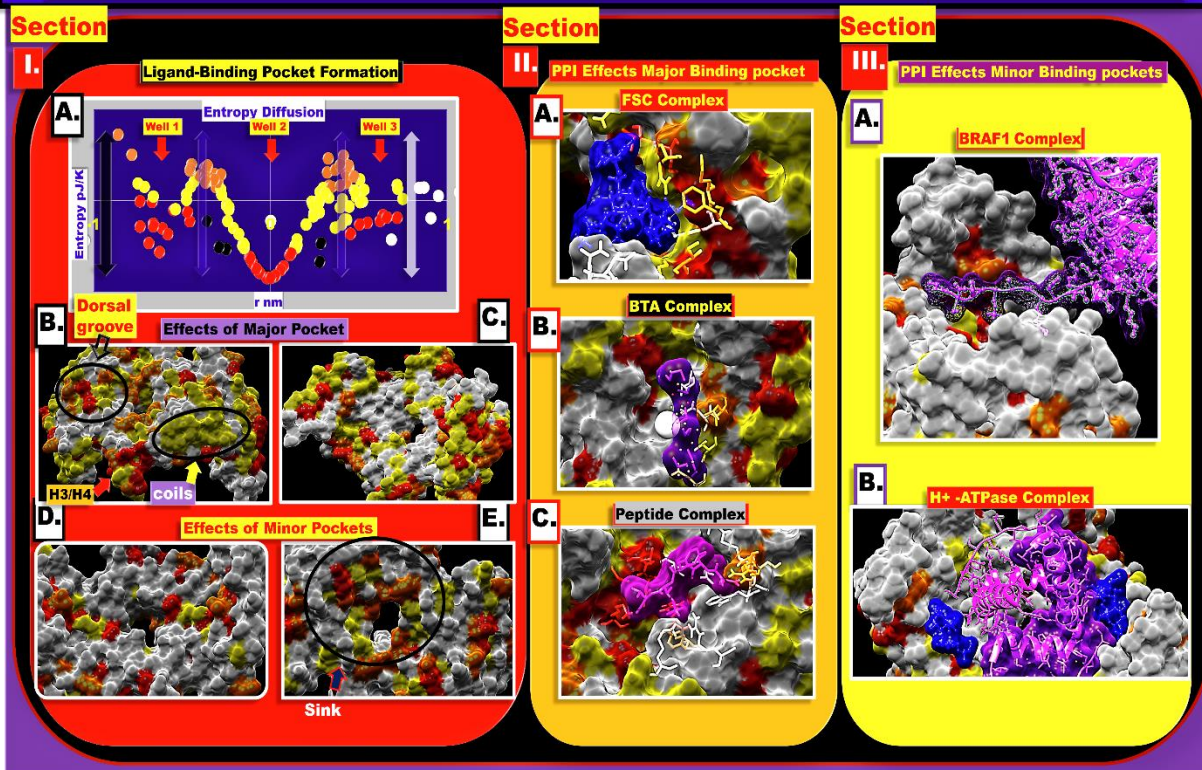 Section
I.
Ligand-Binding Pocket Formation
A.
Entropy Diffusion
Well 1
Well 2
Well 3
Entropy pJ/K
-1
1
r nm
B.
Dorsal
groove
Effects of Major Pocket
C.
H3/H4
coils
D.
Effects of Minor Pockets
E.
Sink
Section
II.
PPI Effects Major Binding pocket
A.
FSC Complex
BTA Complex
B.
C.
Peptide Complex
Section
III.
PPI Effects Minor Binding pockets
A.
BRAF1 Complex
B.
H+ -ATPase Complex